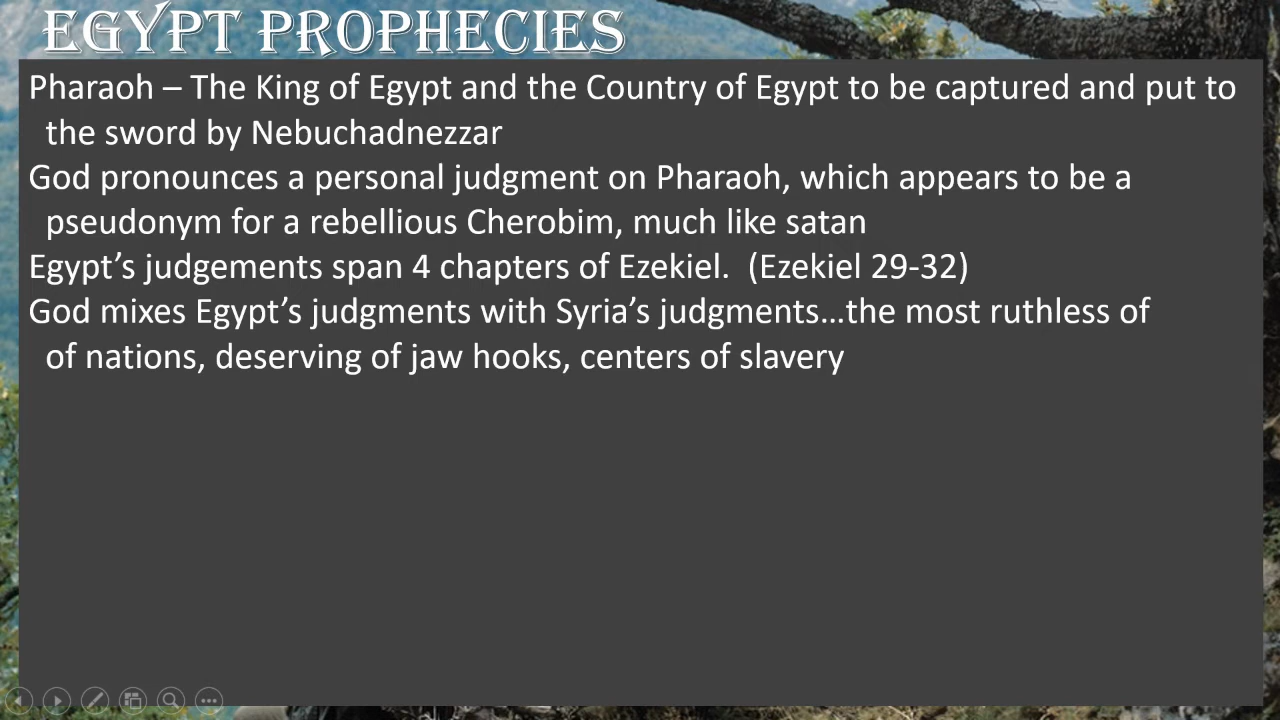 EGYPT PROPHECIES
Pharaoh – The King of Egypt and the Country of Egypt to be captured and put to
the sword by Nebuchadnezzar
God pronounces a personal judgment on Pharaoh, which appears to be a
pseudonym for a rebellious Cherobim, much like satan
Egypt’s judgements span 4 chapters of Ezekiel.  (Ezekiel 29-32)
God mixes Egypt’s judgments with Syria’s judgments…the most ruthless of
of nations, deserving of jaw hooks, centers of slavery